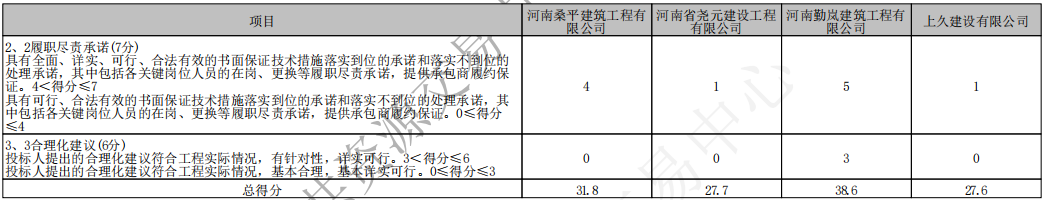 项目 河南桑平建筑工程有限公司 河南省尧元建设工程有限公司 河南勤岚建筑工程有限公司 上久建设有限公司
2、2履职尽责承诺(7分)
具有全面、详实、可行、合法有效的书面保证技术措施落实到位的承诺和落实不到位的
处理承诺，其中包括各关键岗位人员的在岗、更换等履职尽责承诺，提供承包商履约保
证。4<得分≤7
具有可行、合法有效的书面保证技术措施落实到位的承诺和落实不到位的处理承诺，其
中包括各关键岗位人员的在岗、更换等履职尽责承诺，提供承包商履约保证。0≤得分
≤4
4 1 5 1
3、3合理化建议(6分)
投标人提出的合理化建议符合工程实际情况，有针对性，详实可行。3<得分≤6
投标人提出的合理化建议符合工程实际情况，基本合理，基本详实可行。0≤得分≤3
0 0 3 0
总得分 31.8 27.7 38.6 27.6
共资源交易
易中心